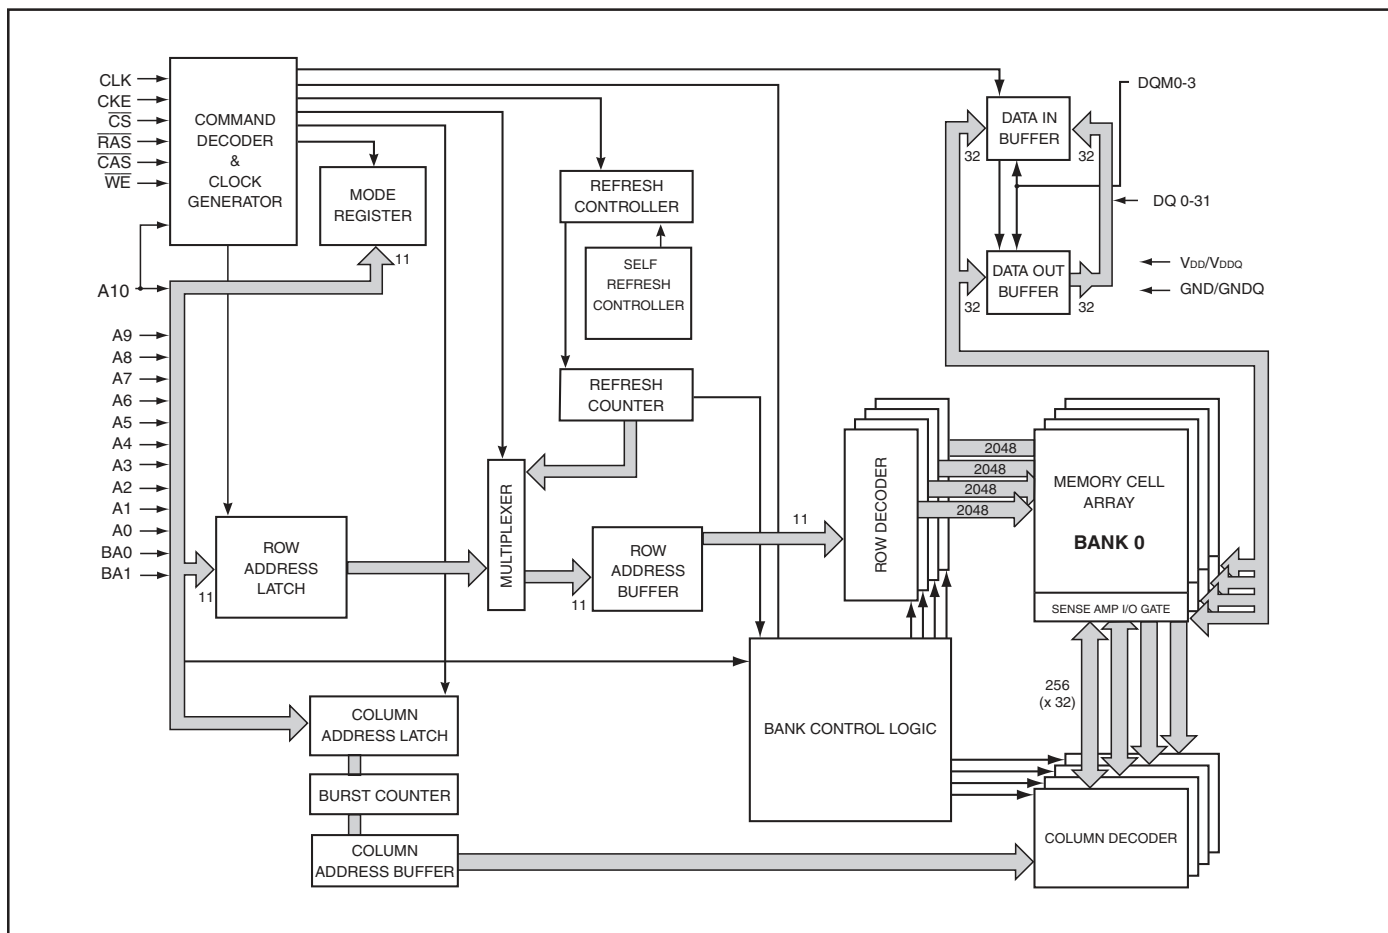 CLK
CKE
CS
RAS
CAS
WE
A10
A9
A8
A7
A6
A5
A4
A3
A2
A1
A0
BA0
BA1
COMMAND
DECODER
&
CLOCK
GENERATOR
MODE
REGISTER
11
REFRESH
CONTROLLER
SELF
REFRESH
CONTROLLER
REFRESH
COUNTER
DATA IN
BUFFER
32
32
DQM0-3
DQ 0-31
DATA OUT
BUFFER
32
32
VDD/VDDQ
GND/GNDQ
11
ROW
ADDRESS
LATCH
MULTIPLEXER
11
ROW
ADDRESS
BUFFER
11
ROW DECODER
2048
2048
2048
2048
MEMORY CELL
ARRAY
BANK 0
SENSE AMP I/O GATE
COLUMN
ADDRESS LATCH
BURST COUNTER
COLUMN
ADDRESS BUFFER
BANK CONTROL LOGIC
256
(x 32)
COLUMN DECODER